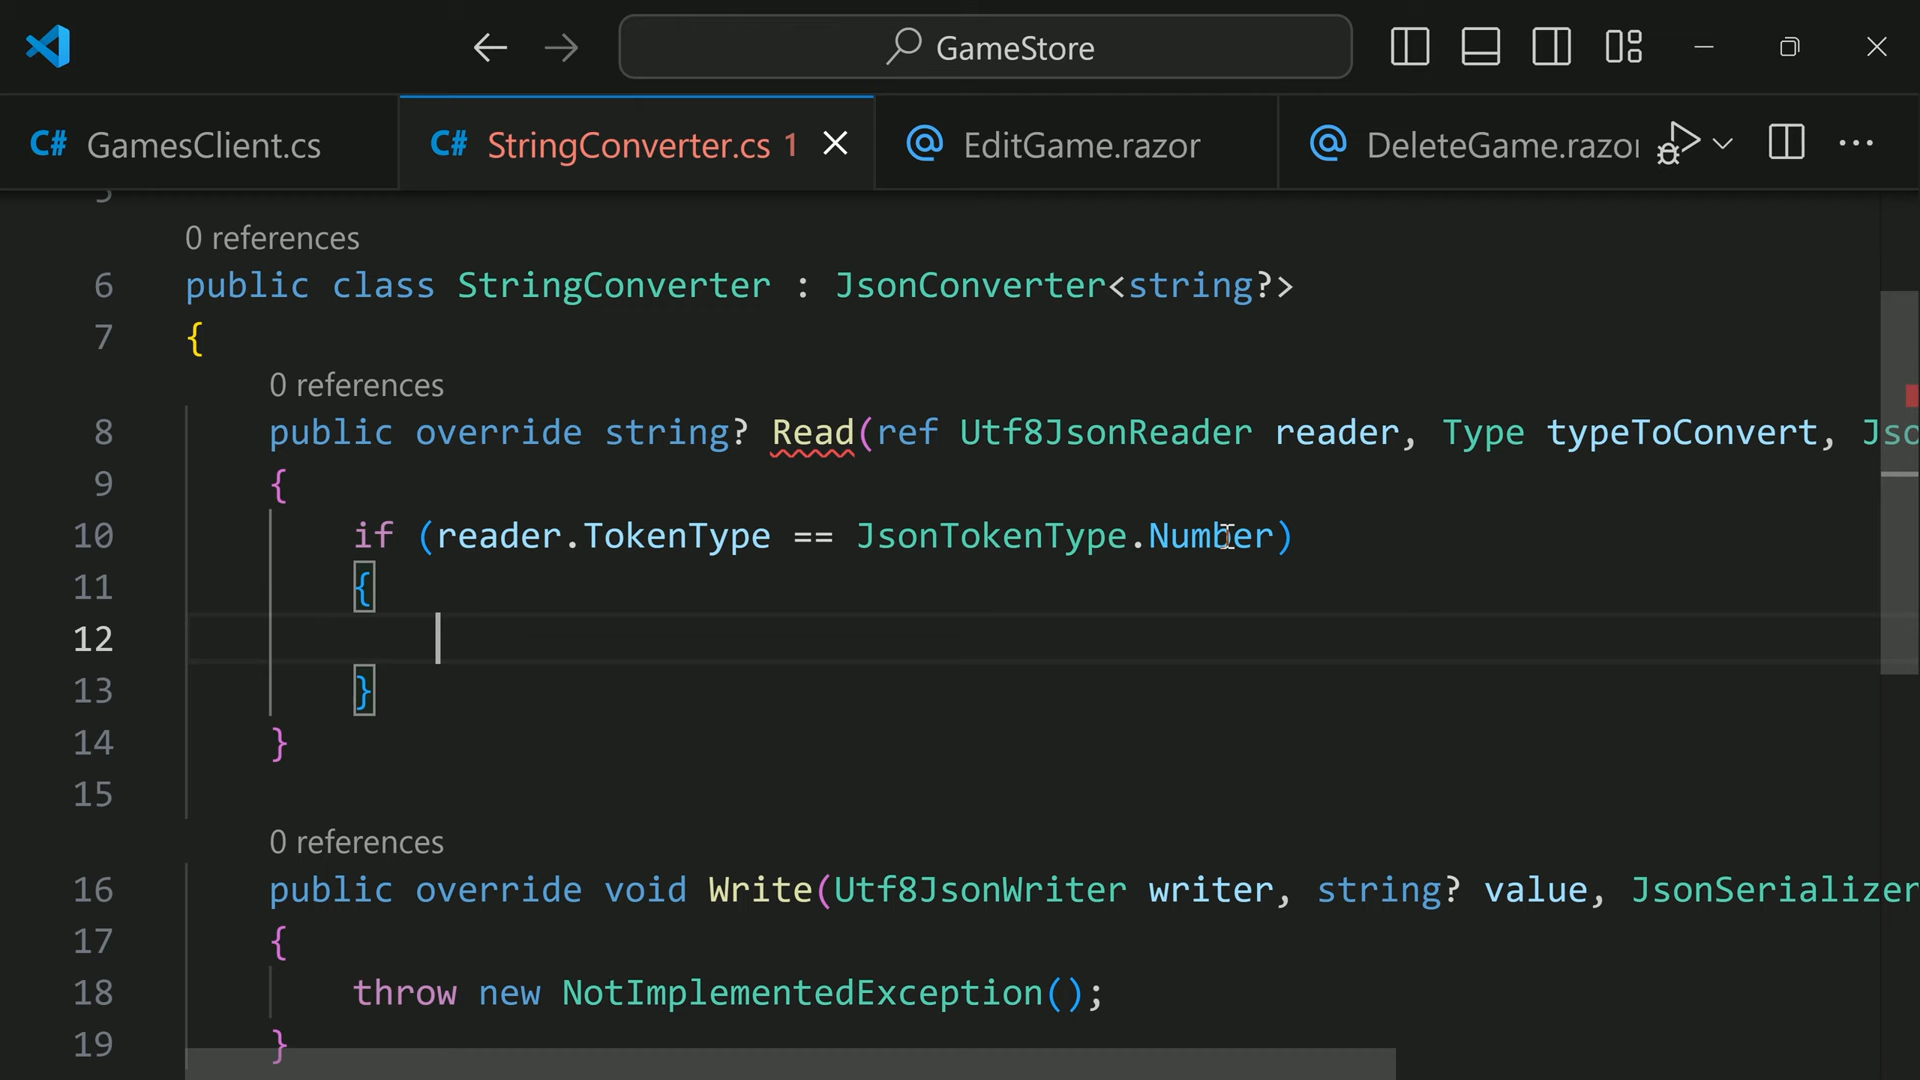 GameStore
C# GamesClient.cs
C# StringConverter.cs 1
@ EditGame.razor
@ DeleteGame.razor
5
0 references
6 public class StringConverter : JsonConverter<string?>
7 {
0 references
8 public override string? Read(ref Utf8JsonReader reader, Type typeToConvert, Jso
9 {
10 if (reader.TokenType == JsonTokenType.Number)
11 {
12
13 }
14 }
15
0 references
16 public override void Write(Utf8JsonWriter writer, string? value, JsonSerializer
17 {
18 throw new NotImplementedException();
19 }